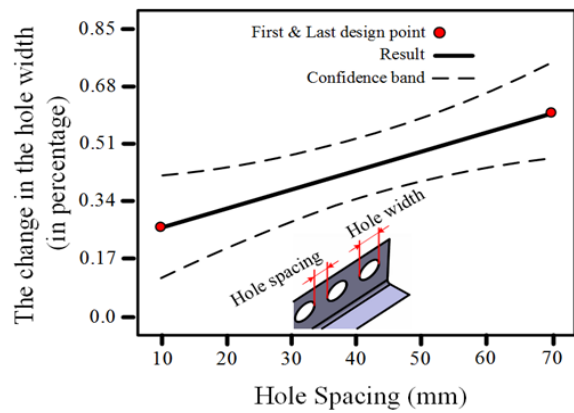 The change in the hole width
(in percentage)
0.85
0.68
0.51
0.34
0.17
0.0
First & Last design point
Result
Confidence band
Hole spacing
Hole width
10 20 30 40 50 60 70
Hole Spacing (mm)